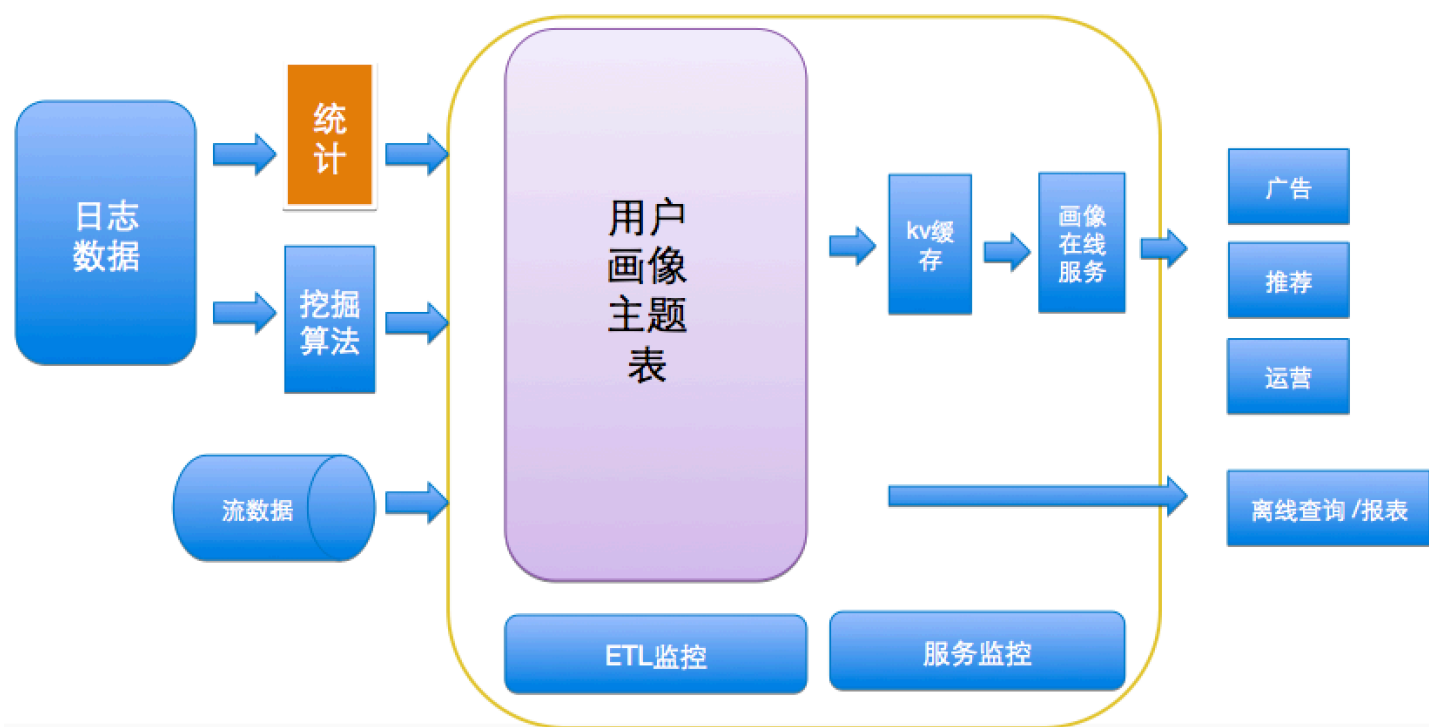 日志
数据
统
计
挖掘
算法
流数据
用户
画像
主题
表
kv缓
存
画像
在线
服务
广告
推荐
运营
离线查询 /报表
ETL监控
服务监控